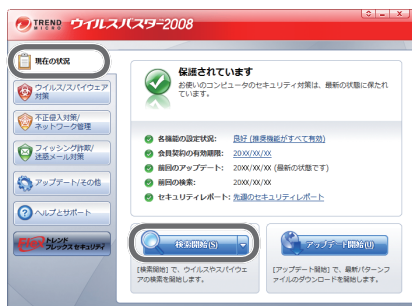 TREND MICRO ウイルスバスター2008
現在の状況
ウイルス/スパイウェア
対策
不正侵入対策/
ネットワーク管理
フィッシング詐欺/
迷惑メール対策
アップデート/その他
ヘルプとサポート
トレンド
フレックス セキュリティ
保護されています
お使いのコンピュータのセキュリティ対策は、最新の状態に保たれ
ています。
各機能の設定状況: 良好 (推奨機能がすべて有効)
会員契約の有効期限: 20XX/XX/XX
前回のアップデート: 20XX/XX/XX (最新の状態です)
前回の検索: 20XX/XX/XX
セキュリティレポート: 先週のセキュリティレポート
検索開始(S)
アップデート開始(U)
[検索開始] で、ウイルスやスパイウェ
アの検索を開始します。
[アップデート開始] で、最新パターンフ
ァイルのダウンロードを開始します。